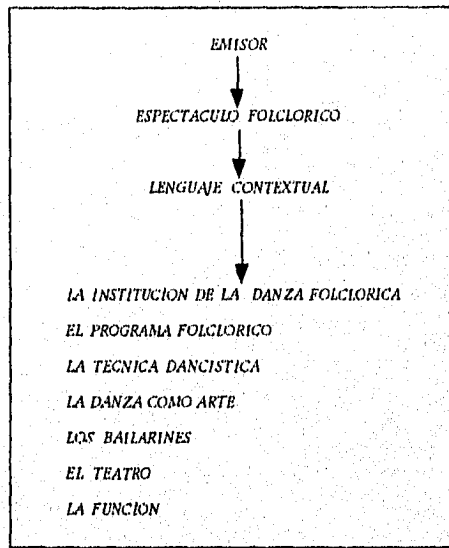 EMISOR
ESPECTACULO FOLCLORICO
LENGUAJE CONTEXTUAL
LA INSTITUCION DE LA DANZA FOLCLORICA
EL PROGRAMA FOLCLORICO
LA TECNICA DANCISTICA
LA DANZA COMO ARTE
LOS BAILARINES
EL TEATRO
LA FUNCION